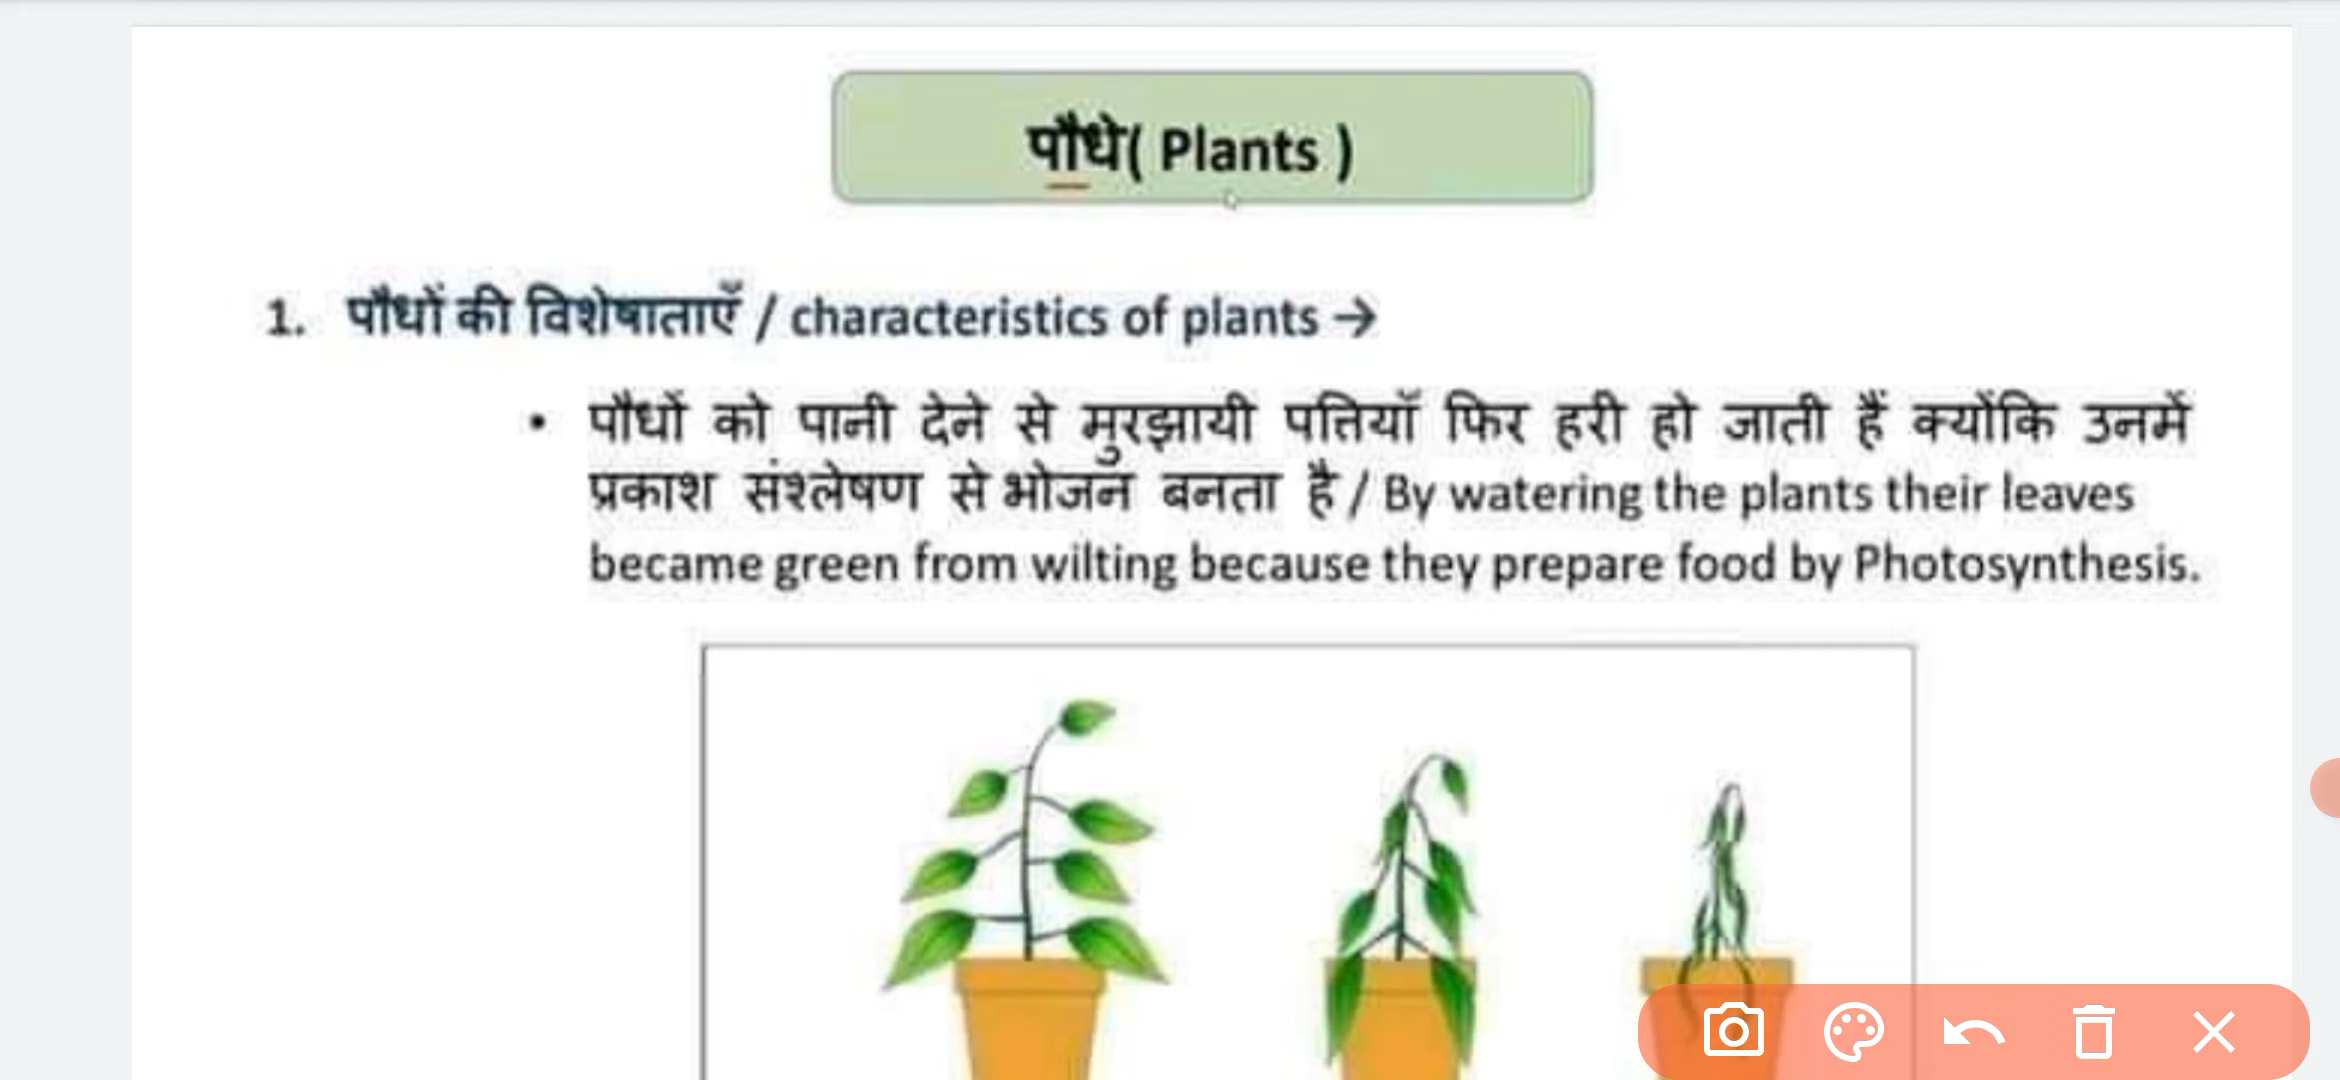 पौधे( Plants )
1. पौधों की विशेषाताएँ / characteristics of plants →
• पौधों को पानी देने से मुरझायी पत्तियाँ फिर हरी हो जाती हैं क्योंकि उनमें
प्रकाश संश्लेषण से भोजन बनता है / By watering the plants their leaves
became green from wilting because they prepare food by Photosynthesis.